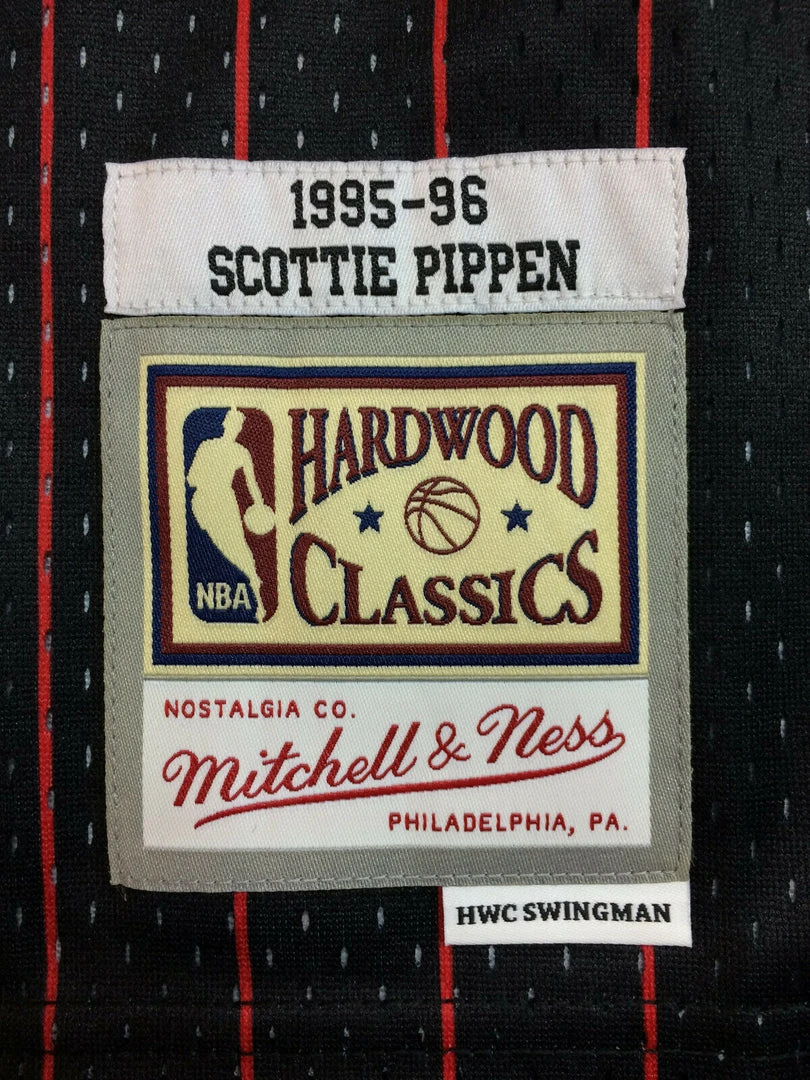 1995-96
SCOTTIE PIPPEN
HARDWOOD
CLASSICS
NBA
NOSTALGIA CO.
Mitchell & Ness
PHILADELPHIA, PA.
HWC SWINGMAN